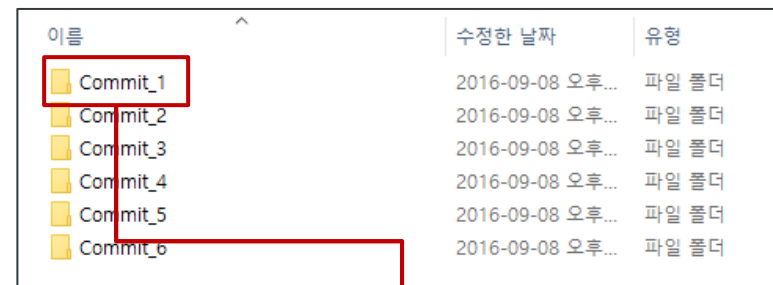 이름 수정한 날짜 유형
Commit_1 2016-09-08 오후... 파일 폴더
Commit_2 2016-09-08 오후... 파일 폴더
Commit_3 2016-09-08 오후... 파일 폴더
Commit_4 2016-09-08 오후... 파일 폴더
Commit_5 2016-09-08 오후... 파일 폴더
Commit_6 2016-09-08 오후... 파일 폴더